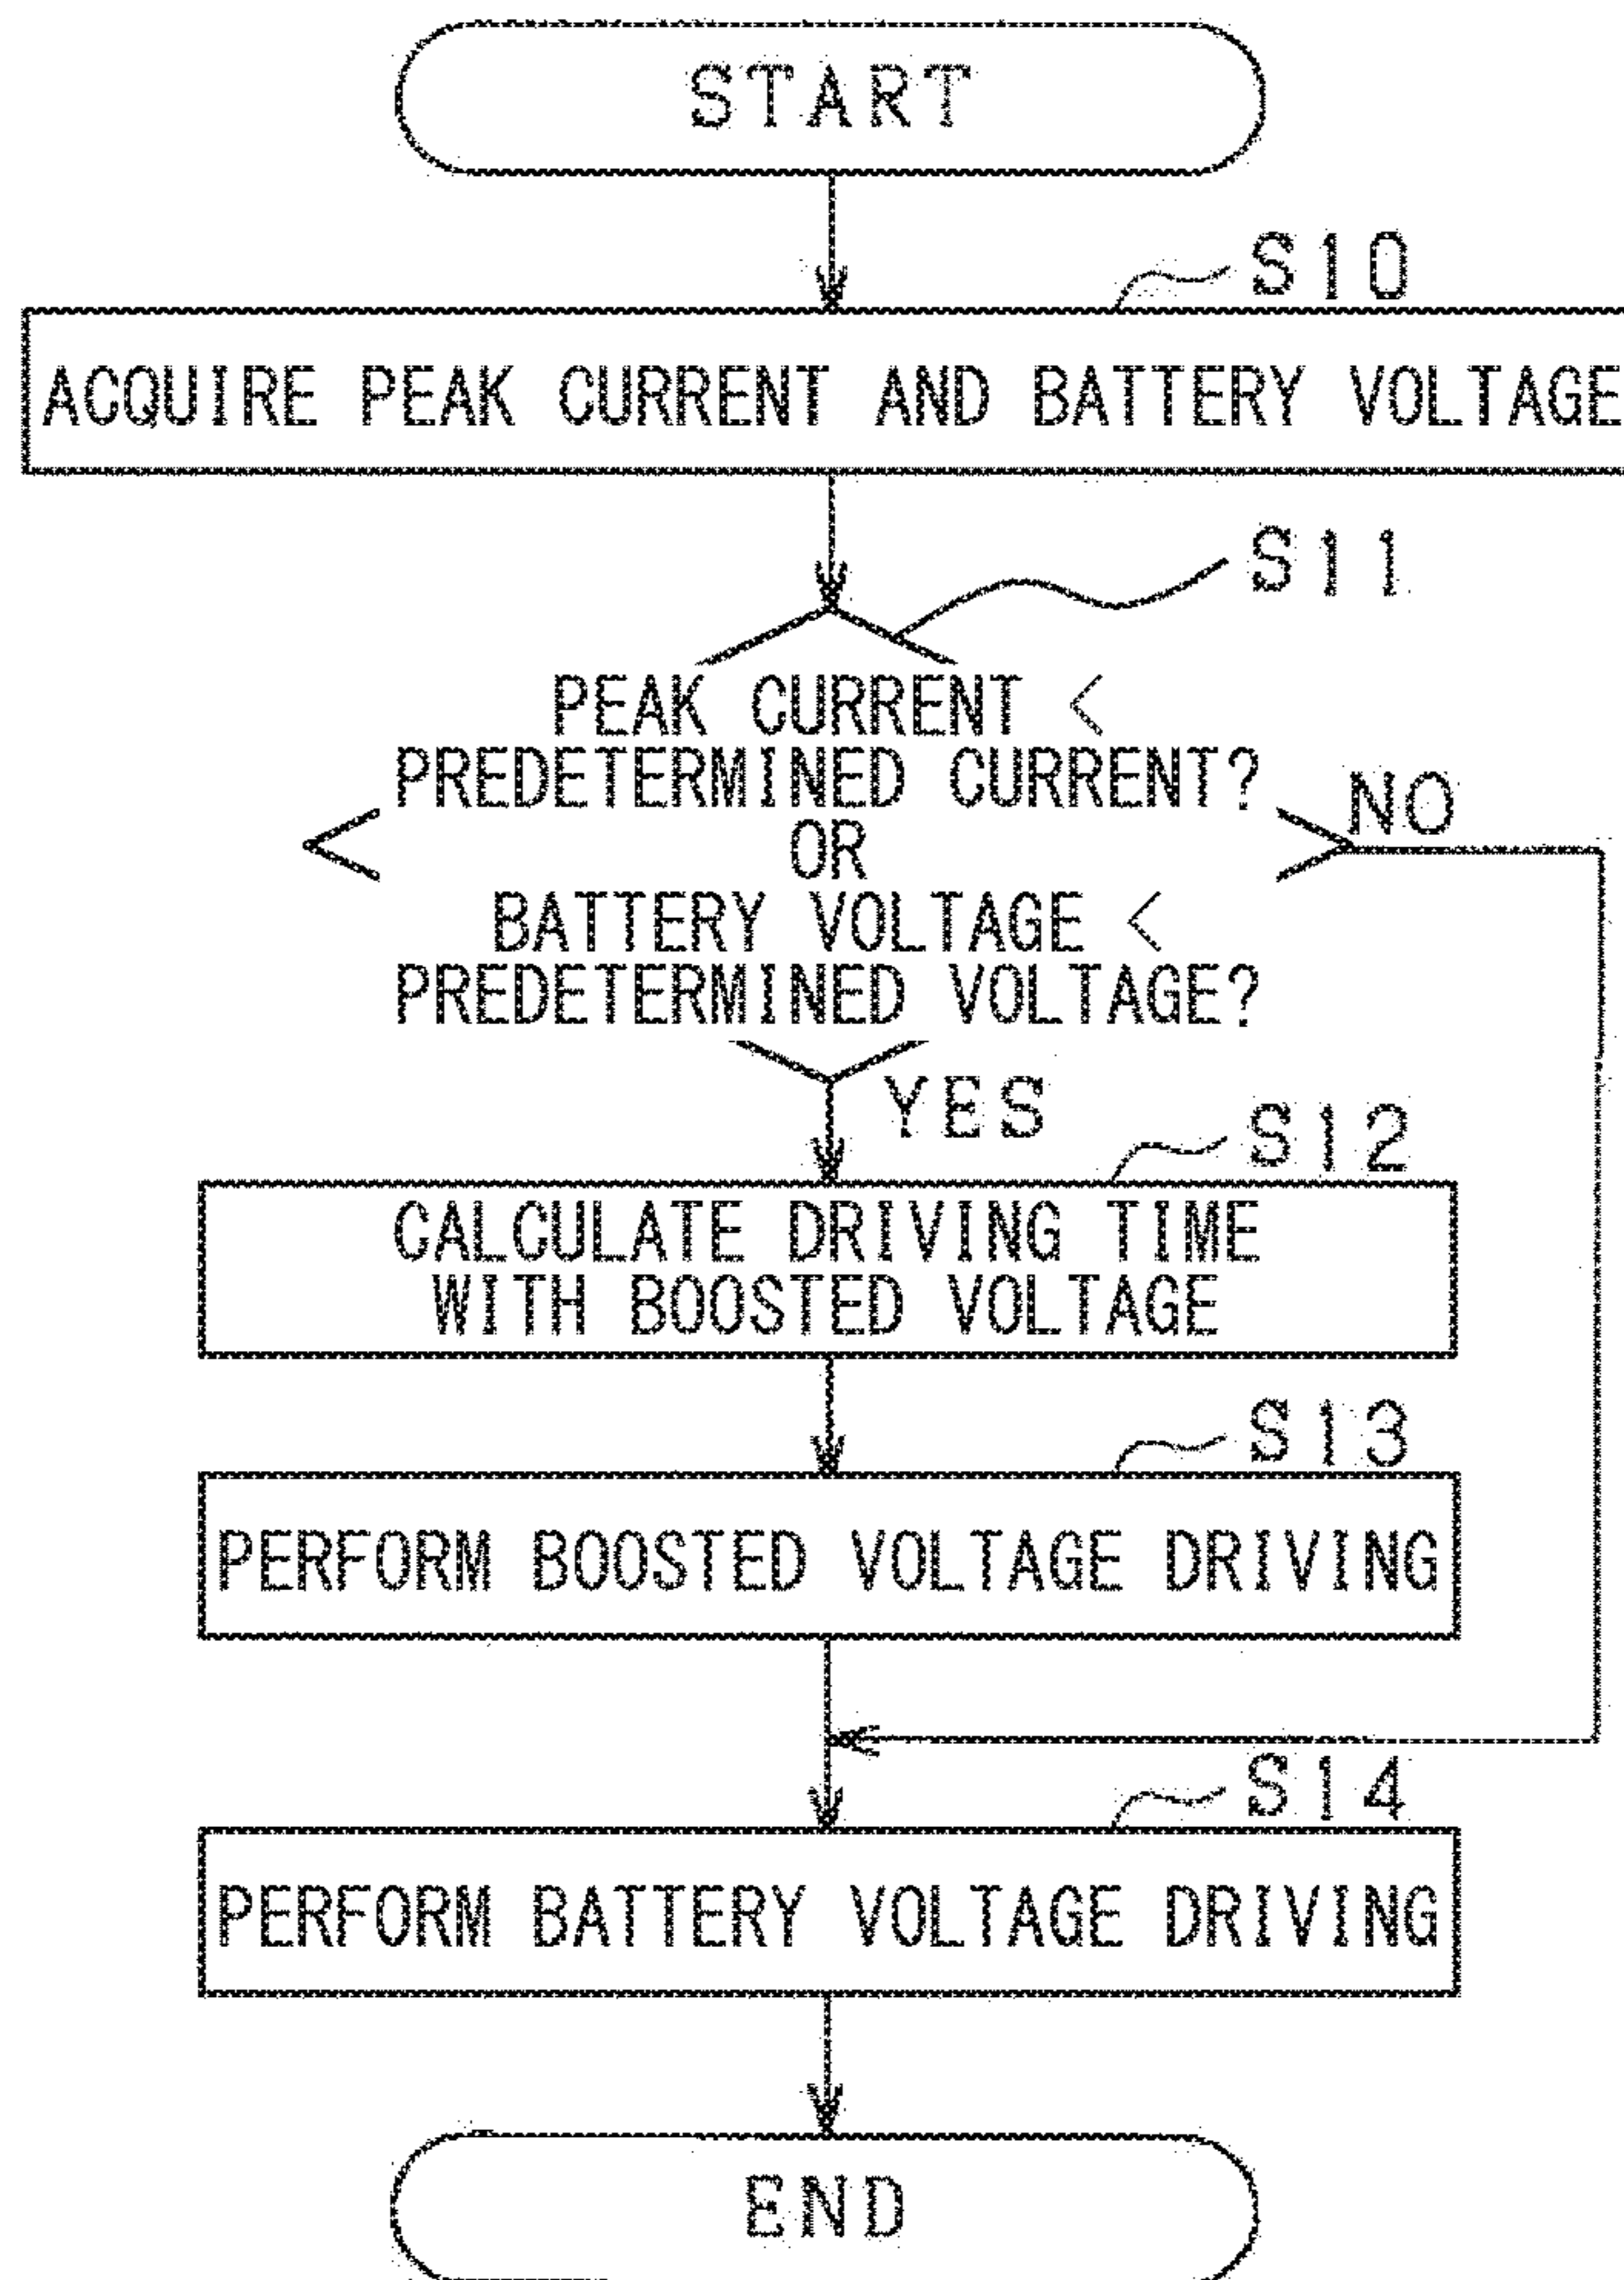 START
S10
ACQUIRE PEAK CURRENT AND BATTERY VOLTAGE
S11
PEAK CURRENT <
PREDETERMINED CURRENT?
NO
OR
BATTERY VOLTAGE <
PREDETERMINED VOLTAGE?
YES
S12
CALCULATE DRIVING TIME
WITH BOOSTED VOLTAGE
S13
PERFORM BOOSTED VOLTAGE DRIVING
S14
PERFORM BATTERY VOLTAGE DRIVING
END